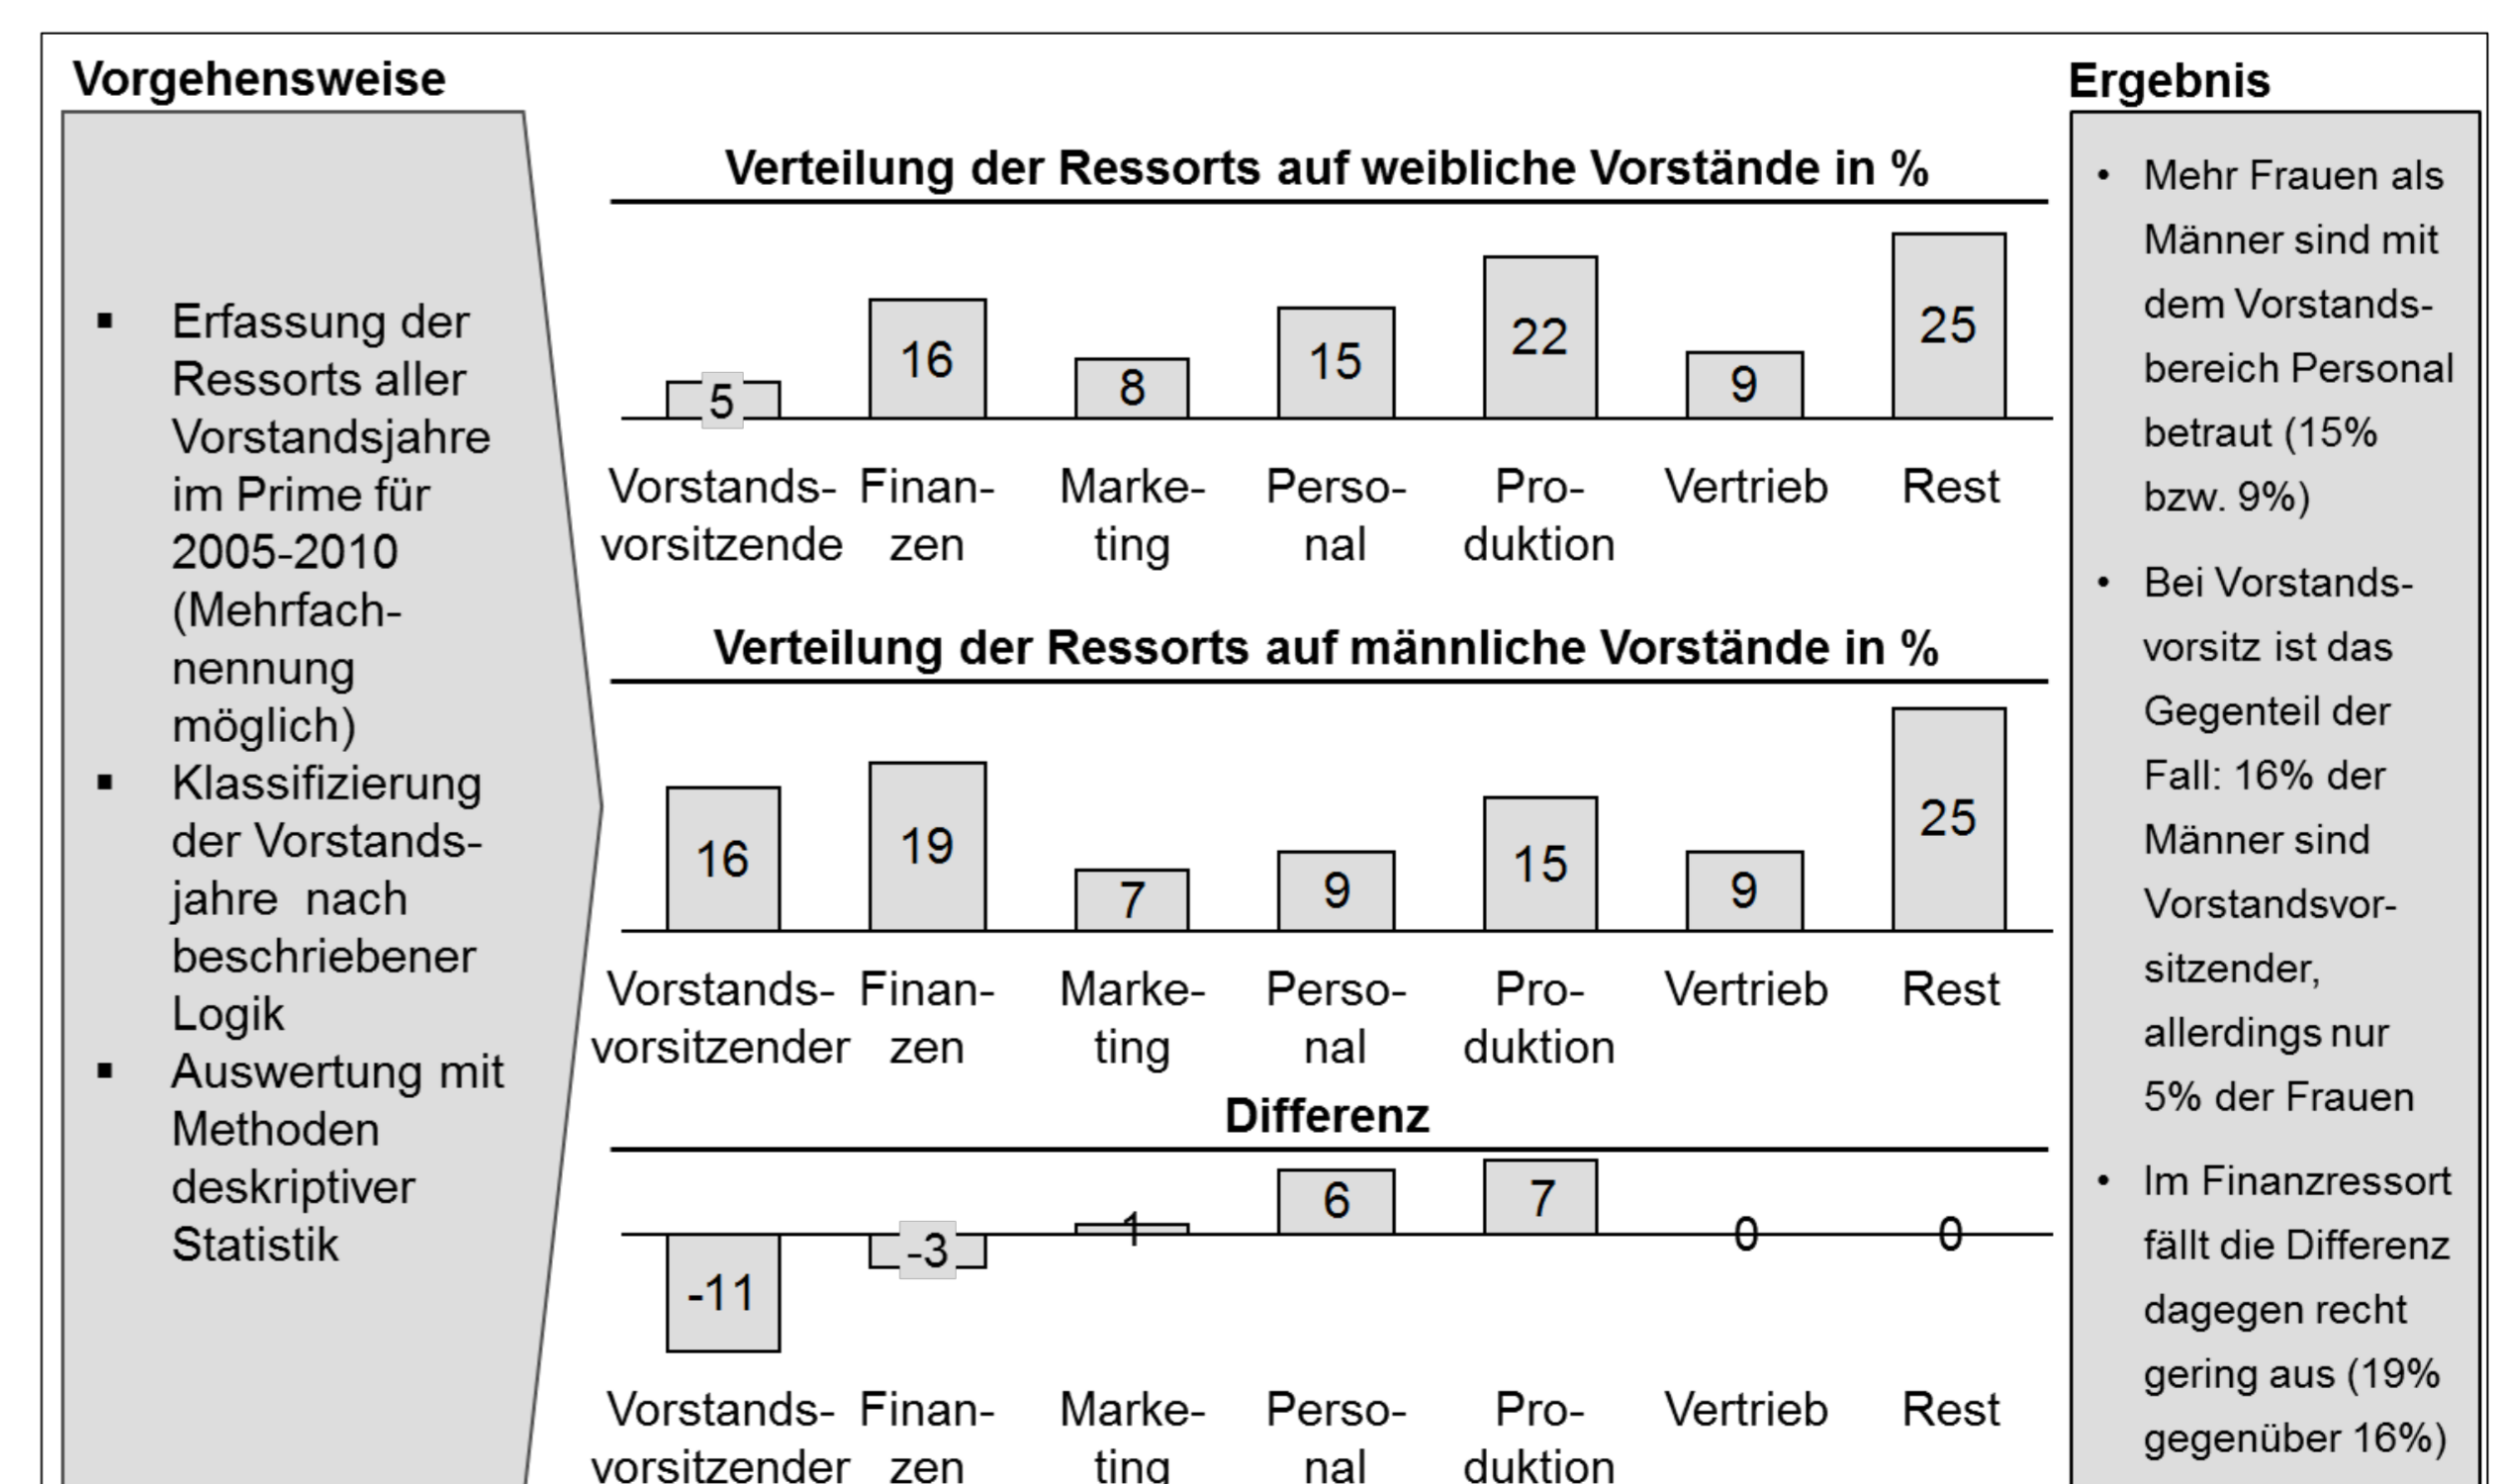 Vorgehensweise
▪ Erfassung der
Ressorts aller
Vorstandsjahre
im Prime für
2005-2010
(Mehrfach-
nennung
möglich)
▪ Klassifizierung
der Vorstands-
jahre nach
beschriebener
Logik
▪ Auswertung mit
Methoden
deskriptiver
Statistik
Verteilung der Ressorts auf weibliche Vorstände in %
5 16 8 15 22 9 25
Vorstands- Finan- Marke- Perso- Pro- Vertrieb Rest
vorsitzende zen ting nal duktion
Verteilung der Ressorts auf männliche Vorstände in %
16 19 7 9 15 9 25
Vorstands- Finan- Marke- Perso- Pro- Vertrieb Rest
vorsitzender zen ting nal duktion
Differenz
-11 -3 1 6 7 0 0
Vorstands- Finan- Marke- Perso- Pro- Vertrieb Rest
vorsitzender zen ting nal duktion
Ergebnis
• Mehr Frauen als
Männer sind mit
dem Vorstands-
bereich Personal
betraut (15%
bzw. 9%)
• Bei Vorstands-
vorsitz ist das
Gegenteil der
Fall: 16% der
Männer sind
Vorstandsvor-
sitzender,
allerdings nur
5% der Frauen
• Im Finanzressort
fällt die Differenz
dagegen recht
gering aus (19%
gegenüber 16%)